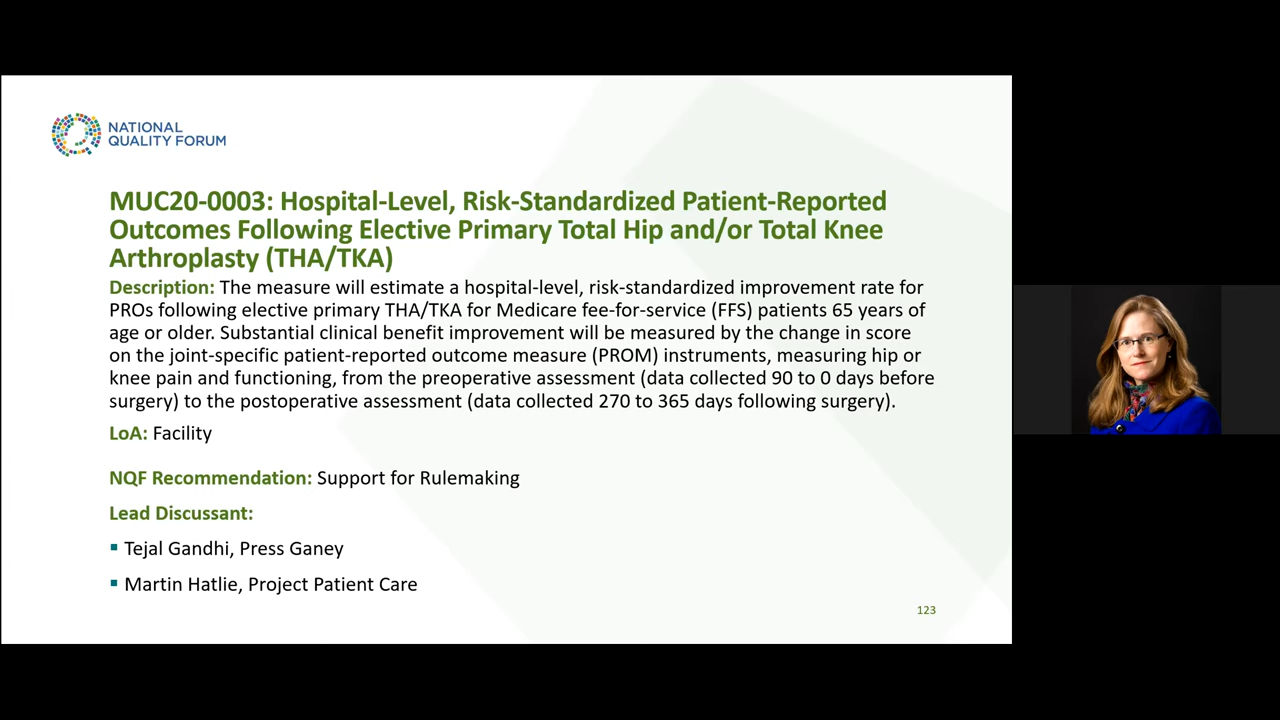 NATIONAL
QUALITY FORUM
MUC20-0003: Hospital-Level, Risk-Standardized Patient-Reported
Outcomes Following Elective Primary Total Hip and/or Total Knee
Arthroplasty (THA/TKA)
Description: The measure will estimate a hospital-level, risk-standardized improvement rate for
PROs following elective primary THA/TKA for Medicare fee-for-service (FFS) patients 65 years of
age or older. Substantial clinical benefit improvement will be measured by the change in score
on the joint-specific patient-reported outcome measure (PROM) instruments, measuring hip or
knee pain and functioning, from the preoperative assessment (data collected 90 to 0 days before
surgery) to the postoperative assessment (data collected 270 to 365 days following surgery).
LoA: Facility
NQF Recommendation: Support for Rulemaking
Lead Discussant:
▪ Tejal Gandhi, Press Ganey
▪ Martin Hatlie, Project Patient Care
123